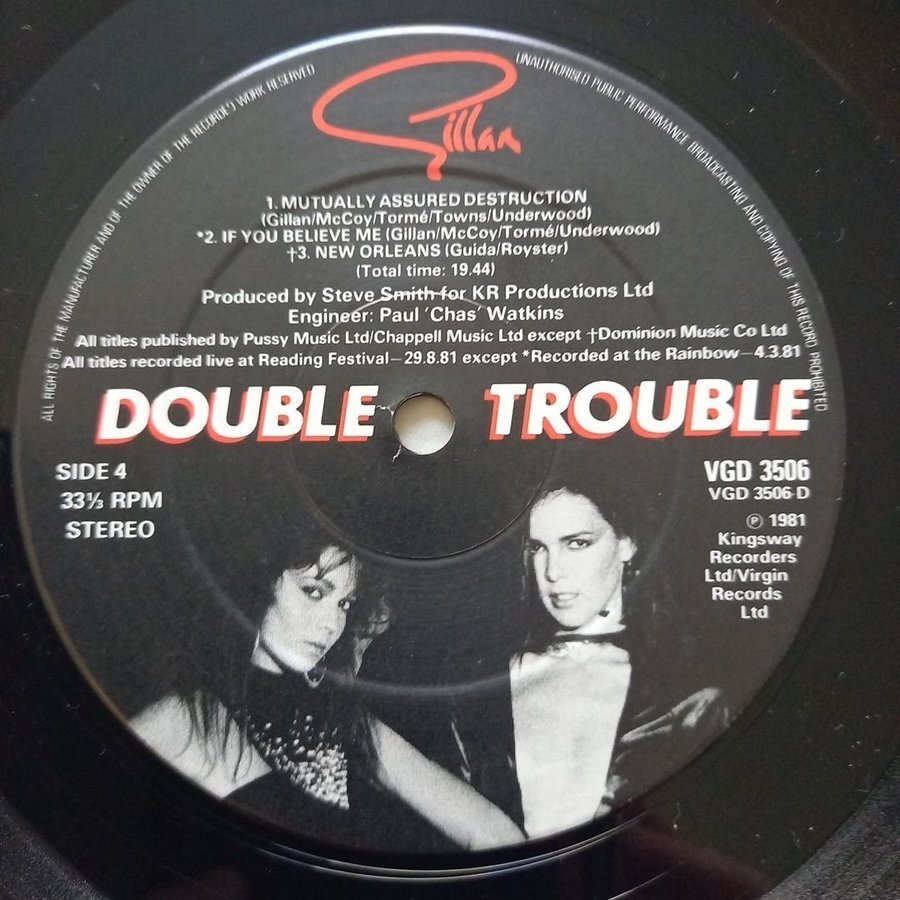 ALL RIGHTS OF THE MANUFACTURER AND OF THE OWNER OF THE RECORDED WORK RESERVED
UNAUTHORISED PUBLIC PERFORMANCE BROADCASTING AND COPYING OF THIS RECORD PROHIBITED
Gillan
1. MUTUALLY ASSURED DESTRUCTION
(Gillan/McCoy/Tormé/Towns/Underwood)
*2. IF YOU BELIEVE ME (Gillan/McCoy/Tormé/Underwood)
†3. NEW ORLEANS (Guida/Royster)
(Total time: 19.44)
Produced by Steve Smith for KR Productions Ltd
Engineer: Paul 'Chas' Watkins
All titles published by Pussy Music Ltd/Chappell Music Ltd except †Dominion Music Co Ltd
All titles recorded live at Reading Festival–29.8.81 except *Recorded at the Rainbow–4.3.81
DOUBLE TROUBLE
SIDE 4
33⅓ RPM
STEREO
VGD 3506
VGD 3506-D
℗ 1981
Kingsway
Recorders
Ltd/Virgin
Records
Ltd